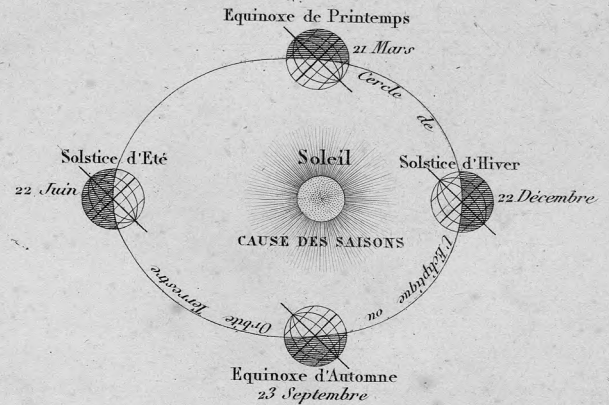 Equinoxe de Printemps
21 Mars
Cercle de
l'Ecliptique ou
Orbite Terrestre
Solstice d'Eté
22 Juin
Soleil
CAUSE DES SAISONS
Solstice d'Hiver
22 Décembre
Equinoxe d'Automne
23 Septembre